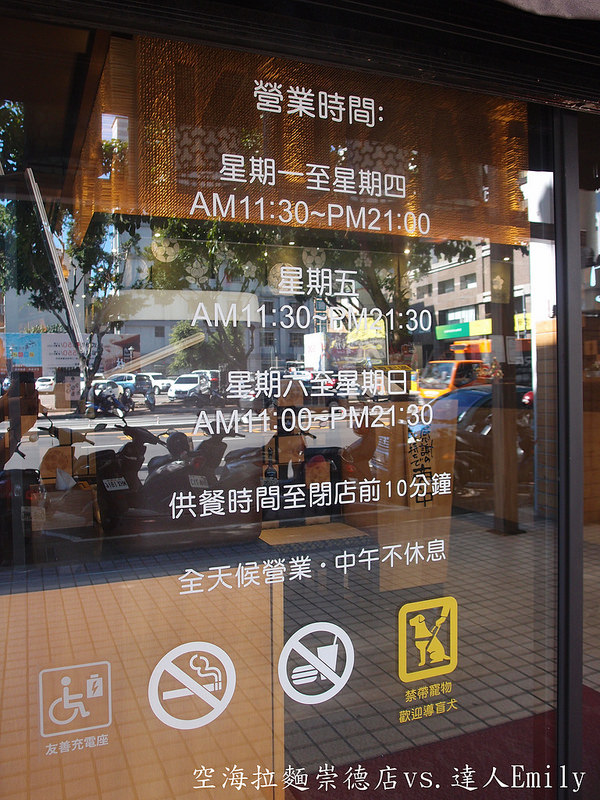 營業時間:
星期一至星期四
AM11:30~PM21:00
星期五
AM11:30~PM21:30
星期六至星期日
AM11:00~PM21:30
供餐時間至閉店前10分鐘
全天候營業・中午不休息
禁帶寵物
歡迎導盲犬
友善充電座
空海拉麵崇德店vs.達人Emily